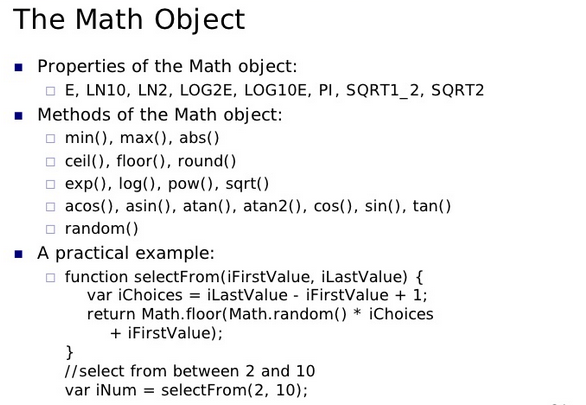 The Math Object
Properties of the Math object:
E, LN10, LN2, LOG2E, LOG10E, PI, SQRT1_2, SQRT2
Methods of the Math object:
min(), max(), abs()
ceil(), floor(), round()
exp(), log(), pow(), sqrt()
acos(), asin(), atan(), atan2(), cos(), sin(), tan()
random()
A practical example:
function selectFrom(iFirstValue, iLastValue) {
var iChoices = iLastValue - iFirstValue + 1;
return Math.floor(Math.random() * iChoices
+ iFirstValue);
}
//select from between 2 and 10
var iNum = selectFrom(2, 10);